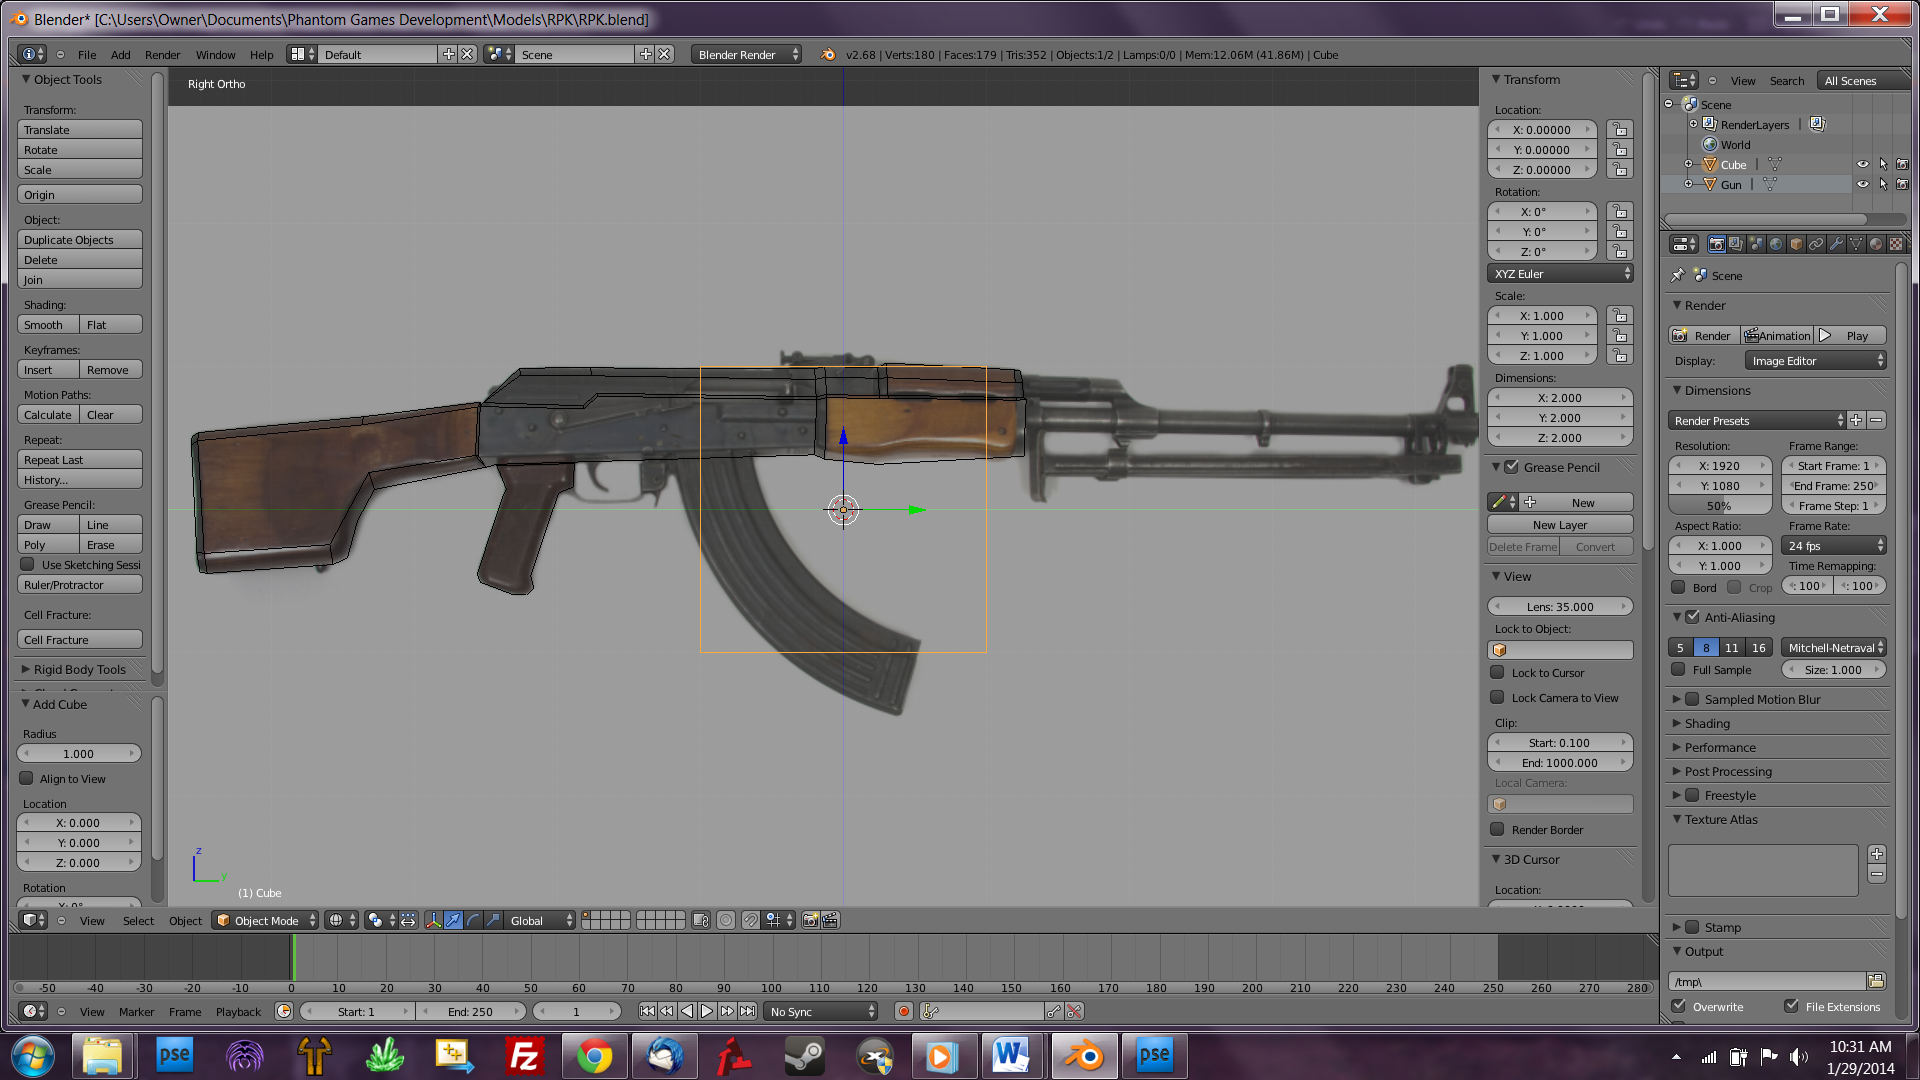 Blender* [C:\Users\Owner\Documents\Phantom Games Development\Models\RPK\RPK.blend]
File Add Render Window Help Default Scene Blender Render v2.68 | Verts:180 | Faces:179 | Tris:352 | Objects:1/2 | Lamps:0/0 | Mem:12.06M (41.86M) | Cube
Object Tools
Transform:
Translate
Rotate
Scale
Origin
Object:
Duplicate Objects
Delete
Join
Shading:
Smooth Flat
Keyframes:
Insert Remove
Motion Paths:
Calculate Clear
Repeat:
Repeat Last
History...
Grease Pencil:
Draw Line
Poly Erase
Use Sketching Sessi
Ruler/Protractor
Cell Fracture:
Cell Fracture
Rigid Body Tools
Add Cube
Radius
1.000
Align to View
Location
X: 0.000
Y: 0.000
Z: 0.000
Rotation
Right Ortho
z
y
(1) Cube
Transform
Location:
X: 0.00000
Y: 0.00000
Z: 0.00000
Rotation:
X: 0°
Y: 0°
Z: 0°
XYZ Euler
Scale:
X: 1.000
Y: 1.000
Z: 1.000
Dimensions:
X: 2.000
Y: 2.000
Z: 2.000
Grease Pencil
New
New Layer
Delete Frame Convert
View
Lens: 35.000
Lock to Object:
Lock to Cursor
Lock Camera to View
Clip:
Start: 0.100
End: 1000.000
Local Camera:
Render Border
3D Cursor
Location:
View Search All Scenes
Scene
RenderLayers |
World
Cube |
Gun |
Scene
Render
Render Animation Play
Display: Image Editor
Dimensions
Render Presets
Resolution: Frame Range:
X: 1920 Start Frame: 1
Y: 1080 End Frame: 250
50% Frame Step: 1
Aspect Ratio: Frame Rate:
X: 1.000 24 fps
Y: 1.000 Time Remapping:
Bord Crop : 100 : 100
Anti-Aliasing
5 8 11 16 Mitchell-Netraval
Full Sample Size: 1.000
Sampled Motion Blur
Shading
Performance
Post Processing
Freestyle
Texture Atlas
Stamp
Output
/tmp\
Overwrite File Extensions
View Select Object Object Mode Global
-50 -40 -30 -20 -10 0 10 20 30 40 50 60 70 80 90 100 110 120 130 140 150 160 170 180 190 200 210 220 230 240 250 260 270 280
View Marker Frame Playback Start: 1 End: 250 1 No Sync
pse Fz W pse
10:31 AM
1/29/2014